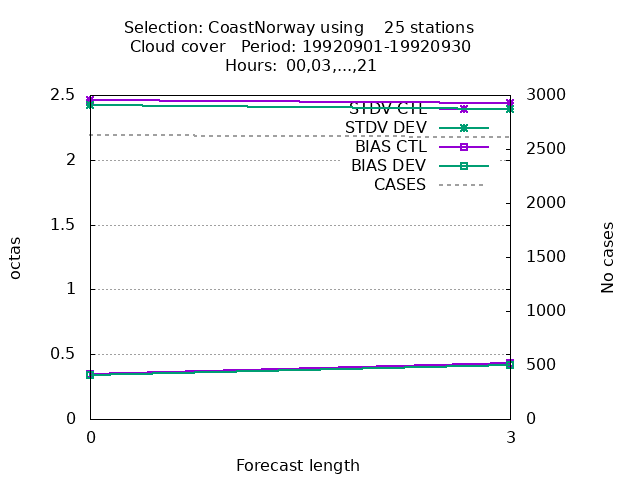 Selection: CoastNorway using    25 stations
Cloud cover   Period: 19920901-19920930
Hours:  00,03,...,21
2.5
2
1.5
1
0.5
0
3000
2500
2000
1500
1000
500
0
STDV CTL
STDV DEV
BIAS CTL
BIAS DEV
CASES
octas
No cases
0
3
Forecast length